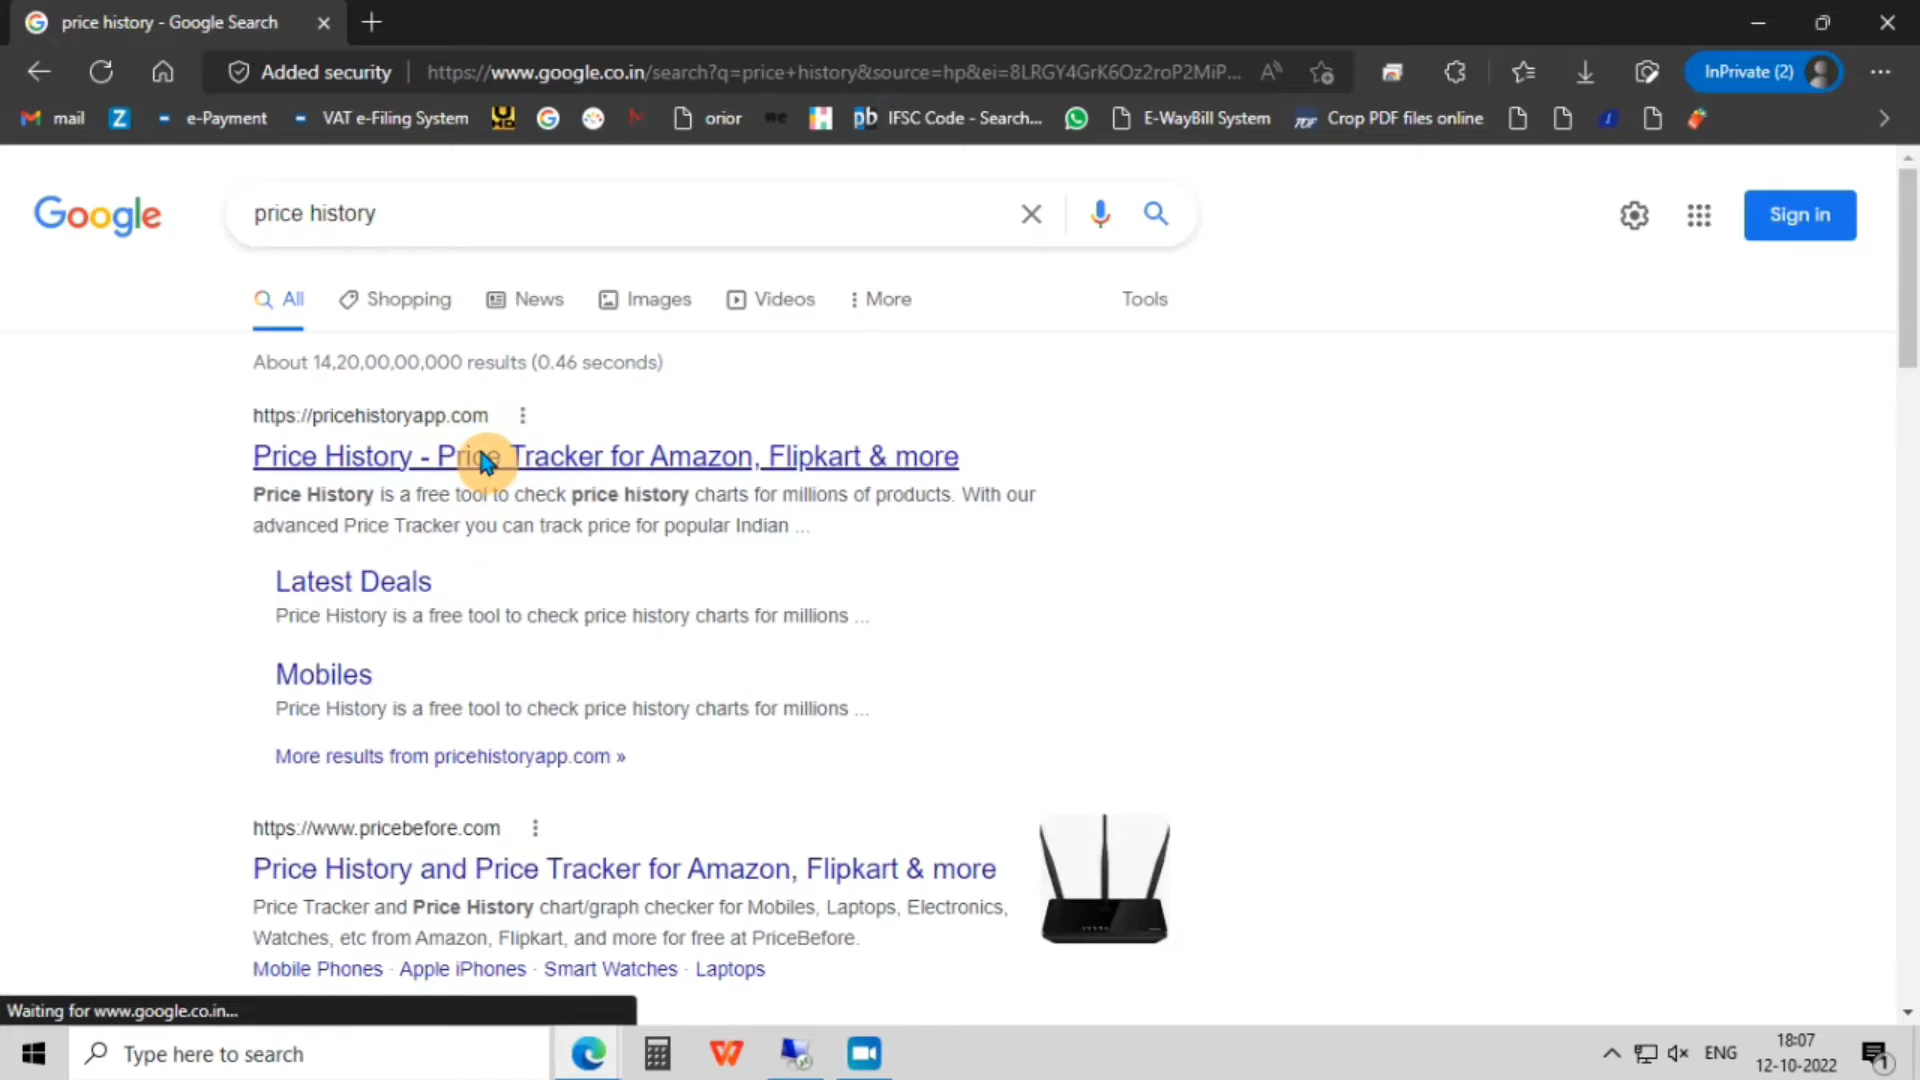 price history - Google Search
Added security
https://www.google.co.in/search?q=price+history&source=hp&ei=8LRGY4GrK6Oz2roP2MiP...
InPrivate (2)
mail
e-Payment
VAT e-Filing System
orior
IFSC Code - Search...
E-WayBill System
Crop PDF files online
Google
price history
Sign in
All
Shopping
News
Images
Videos
More
Tools
About 14,20,00,00,000 results (0.46 seconds)
https://pricehistoryapp.com
Price History - Price Tracker for Amazon, Flipkart & more
Price History is a free tool to check price history charts for millions of products. With our
advanced Price Tracker you can track price for popular Indian ...
Latest Deals
Price History is a free tool to check price history charts for millions ...
Mobiles
Price History is a free tool to check price history charts for millions ...
More results from pricehistoryapp.com »
https://www.pricebefore.com
Price History and Price Tracker for Amazon, Flipkart & more
Price Tracker and Price History chart/graph checker for Mobiles, Laptops, Electronics,
Watches, etc from Amazon, Flipkart, and more for free at PriceBefore.
Mobile Phones · Apple iPhones · Smart Watches · Laptops
Waiting for www.google.co.in...
Type here to search
ENG
18:07
12-10-2022
1